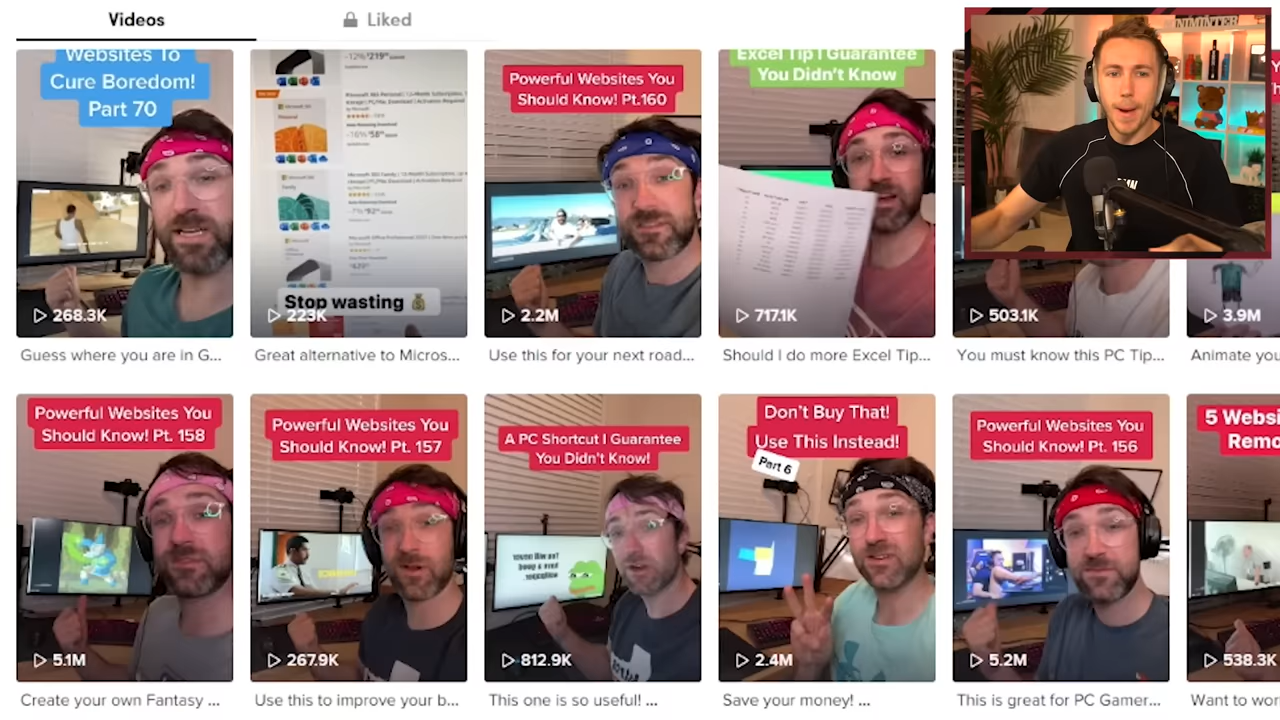 Videos
Liked
Websites To
Cure Boredom!
Part 70
268.3K
Guess where you are in G...
Stop wasting
223K
Great alternative to Micros...
Powerful Websites You
Should Know! Pt.160
2.2M
Use this for your next road...
Excel Tip I Guarantee
You Didn't Know
717.1K
Should I do more Excel Tip...
503.1K
You must know this PC Tip...
3.9M
Animate you
MINIMINTER
Powerful Websites You
Should Know! Pt. 158
5.1M
Create your own Fantasy ...
Powerful Websites You
Should Know! Pt. 157
267.9K
Use this to improve your b...
A PC Shortcut I Guarantee
You Didn't Know!
812.9K
This one is so useful! ...
Don't Buy That!
Use This Instead!
Part 6
2.4M
Save your money! ...
Powerful Websites You
Should Know! Pt. 156
5.2M
This is great for PC Gamer...
5 Websi
Remo
538.3K
Want to wor